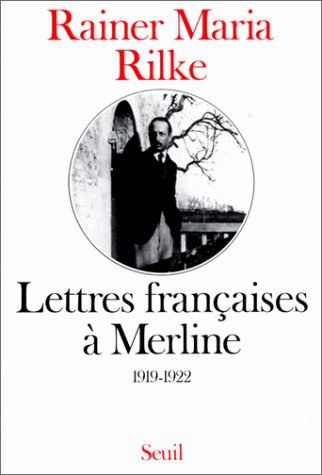 Rainer Maria
Rilke
Lettres françaises
à Merline
1919-1922
Seuil